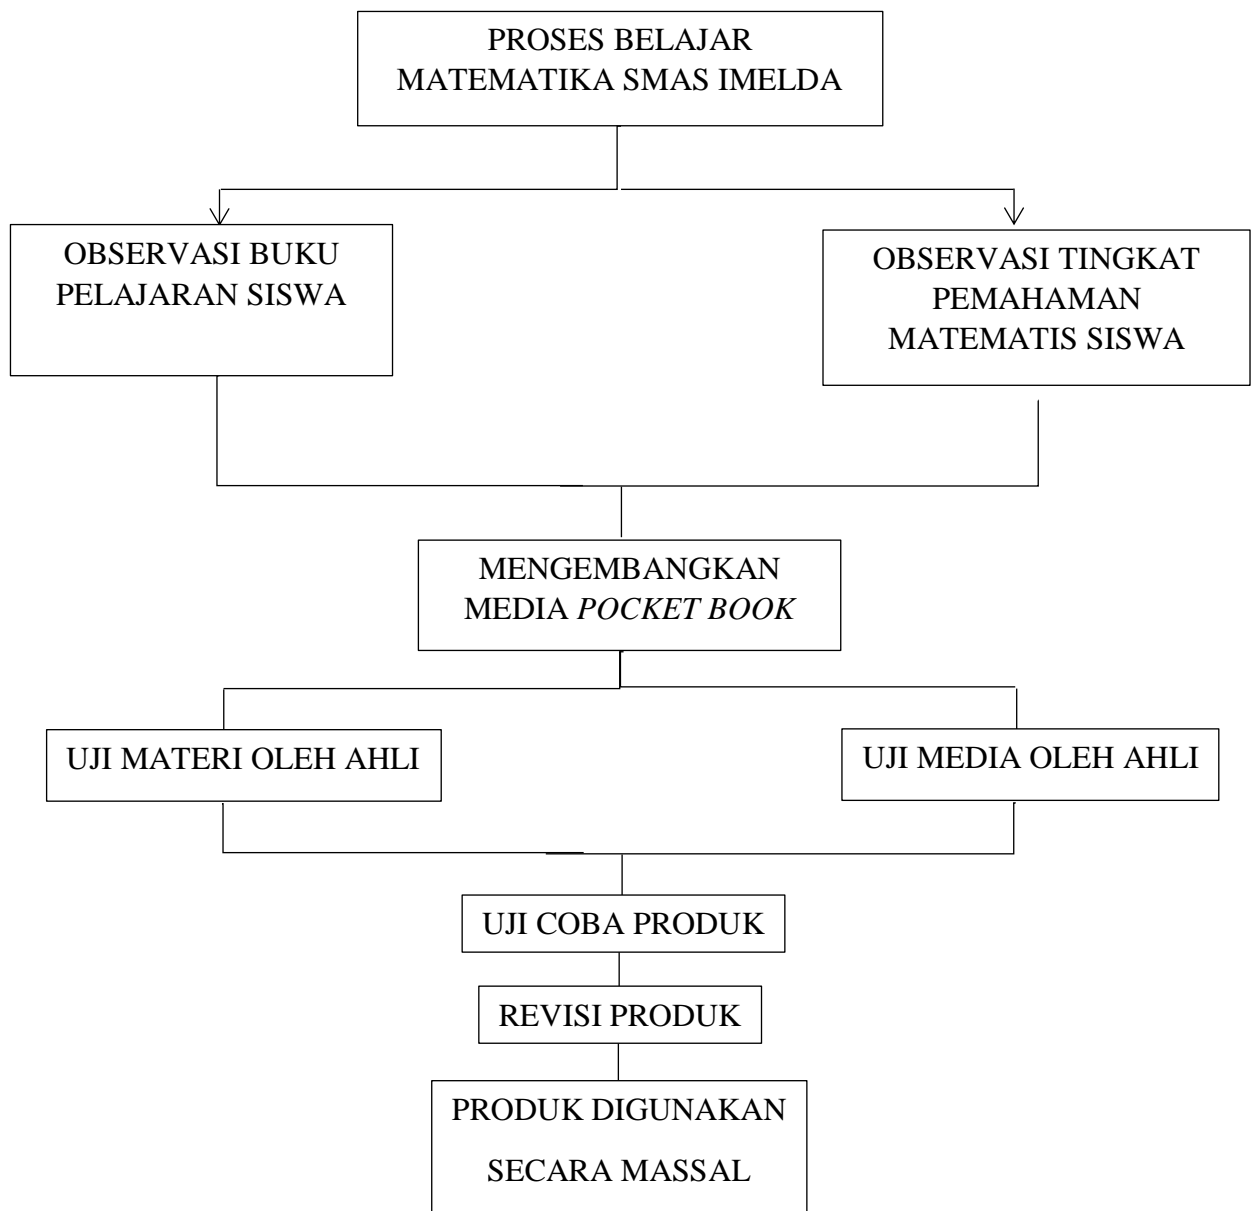 PROSES BELAJAR
MATEMATIKA SMAS IMELDA
OBSERVASI BUKU
PELAJARAN SISWA
OBSERVASI TINGKAT
PEMAHAMAN
MATEMATIS SISWA
MENGEMBANGKAN
MEDIA POCKET BOOK
UJI MATERI OLEH AHLI
UJI MEDIA OLEH AHLI
UJI COBA PRODUK
REVISI PRODUK
PRODUK DIGUNAKAN
SECARA MASSAL